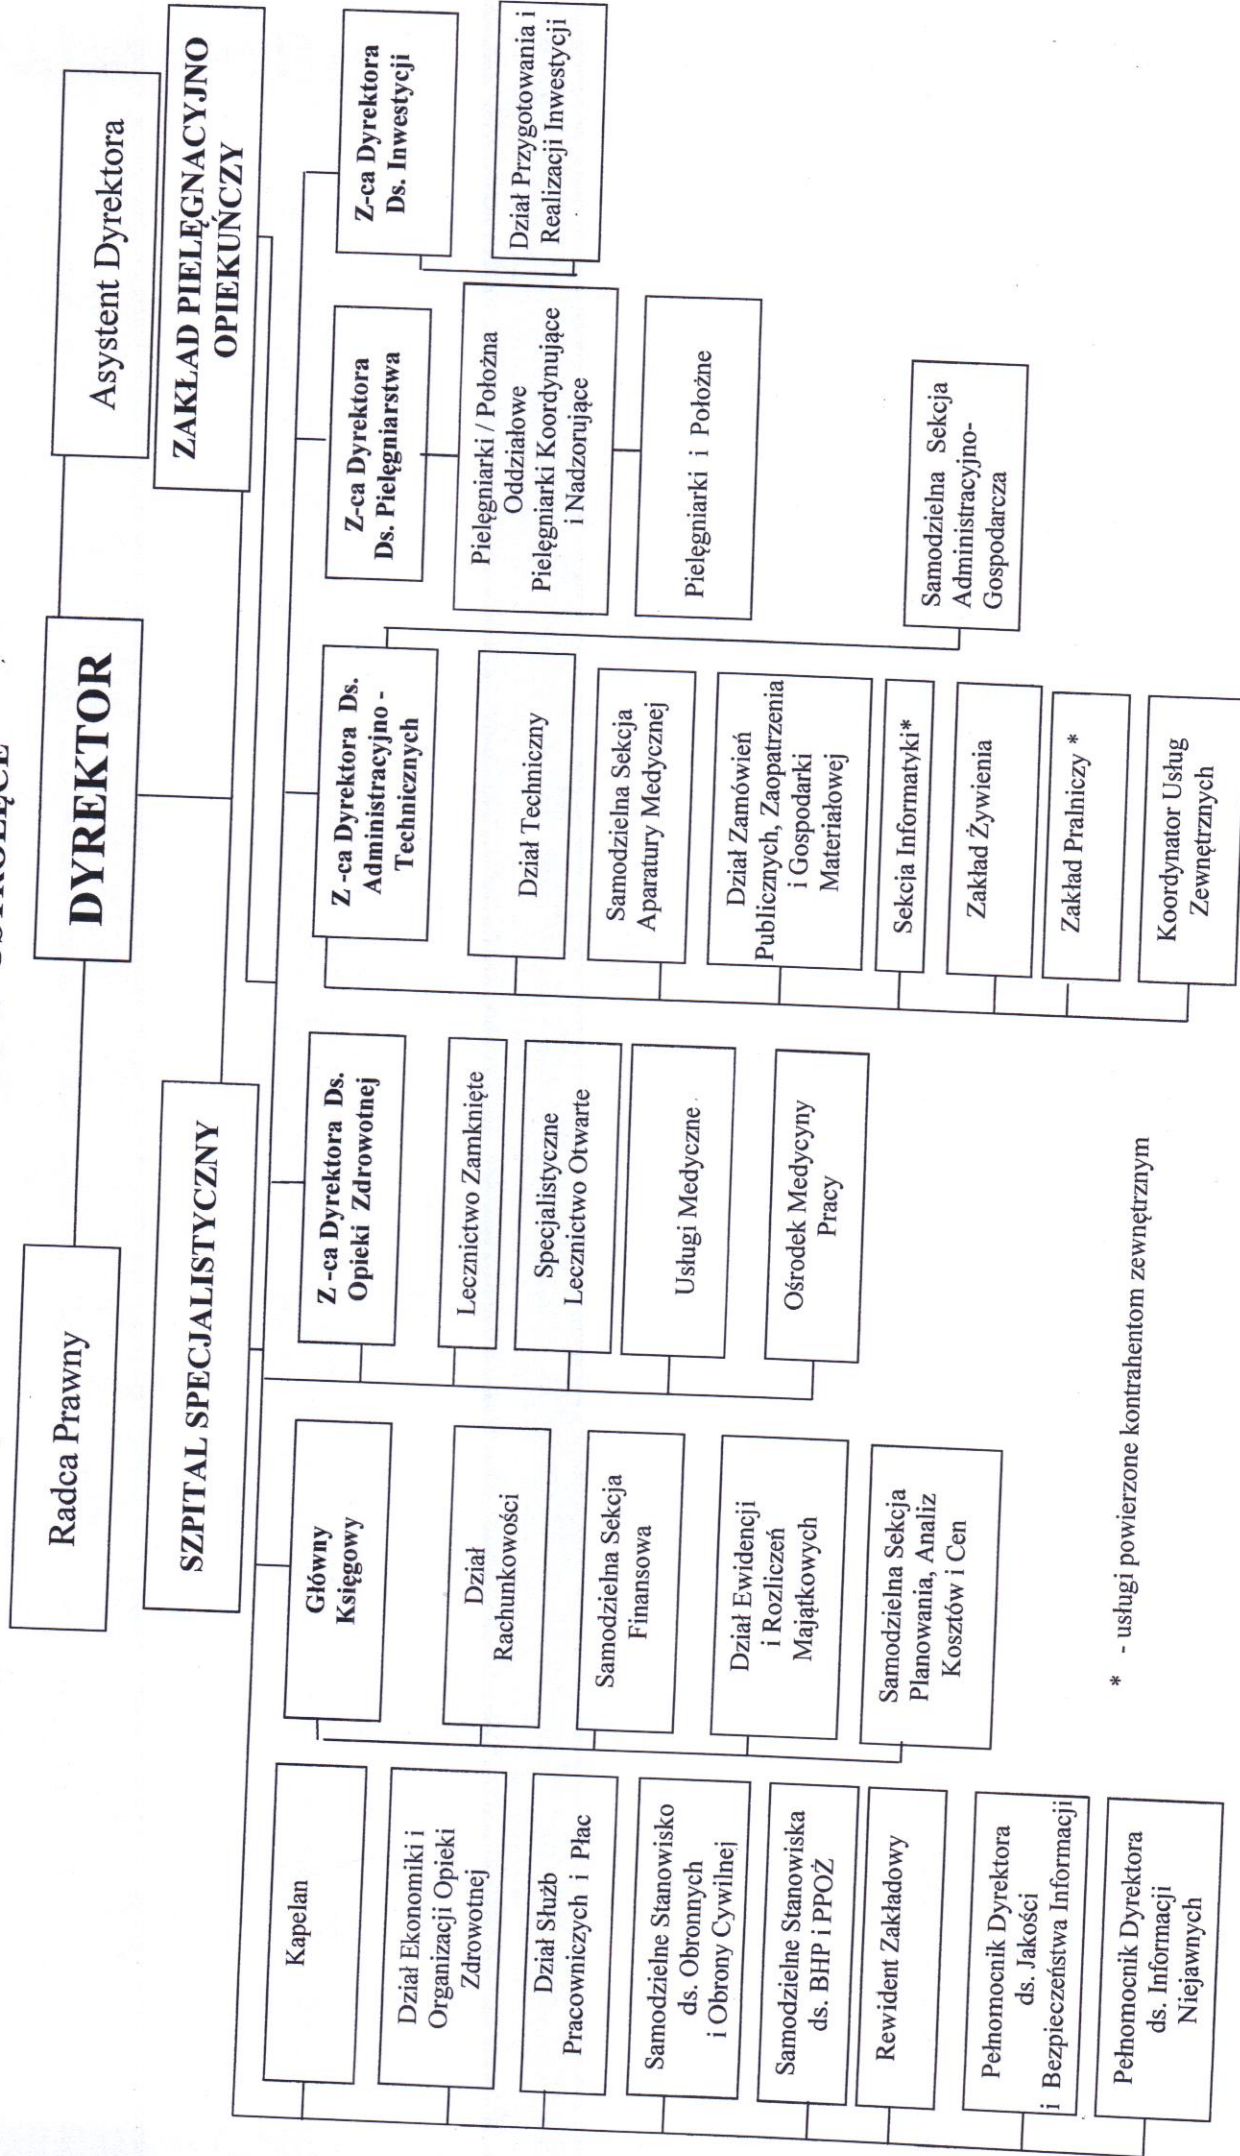 DYREKTOR
Radca Prawny
Asystent Dyrektora
SZPITAL SPECJALISTYCZNY
ZAKŁAD PIELĘGNACYJNO
OPIEKUŃCZY
Kapelan
Dział Ekonomiki i
Organizacji Opieki
Zdrowotnej
Dział Służb
Pracowniczych i Płac
Samodzielne Stanowisko
ds. Obronnych
i Obrony Cywilnej
Samodzielne Stanowiska
ds. BHP i PPOŻ
Rewident Zakładowy
Pełnomocnik Dyrektora
ds. Jakości
i Bezpieczeństwa Informacji
Pełnomocnik Dyrektora
ds. Informacji
Niejawnych
Główny
Księgowy
Dział
Rachunkowości
Samodzielna Sekcja
Finansowa
Dział Ewidencji
i Rozliczeń
Majątkowych
Samodzielna Sekcja
Planowania, Analiz
Kosztów i Cen
Z -ca Dyrektora Ds.
Opieki Zdrowotnej
Lecznictwo Zamknięte
Specjalistyczne
Lecznictwo Otwarte
Usługi Medyczne
Ośrodek Medycyny
Pracy
Z -ca Dyrektora Ds.
Administracyjno -
Technicznych
Dział Techniczny
Samodzielna Sekcja
Aparatury Medycznej
Dział Zamówień
Publicznych, Zaopatrzenia
i Gospodarki
Materiałowej
Sekcja Informatyki*
Zakład Żywienia
Zakład Pralniczy *
Koordynator Usług
Zewnętrznych
Samodzielna Sekcja
Administracyjno-
Gospodarcza
Z-ca Dyrektora
Ds. Pielęgniarstwa
Pielęgniarki / Położna
Oddziałowe
Pielęgniarki Koordynujące
i Nadzorujące
Pielęgniarki i Położne
Z-ca Dyrektora
Ds. Inwestycji
Dział Przygotowania i
Realizacji Inwestycji
* - usługi powierzone kontrahentom zewnętrznym